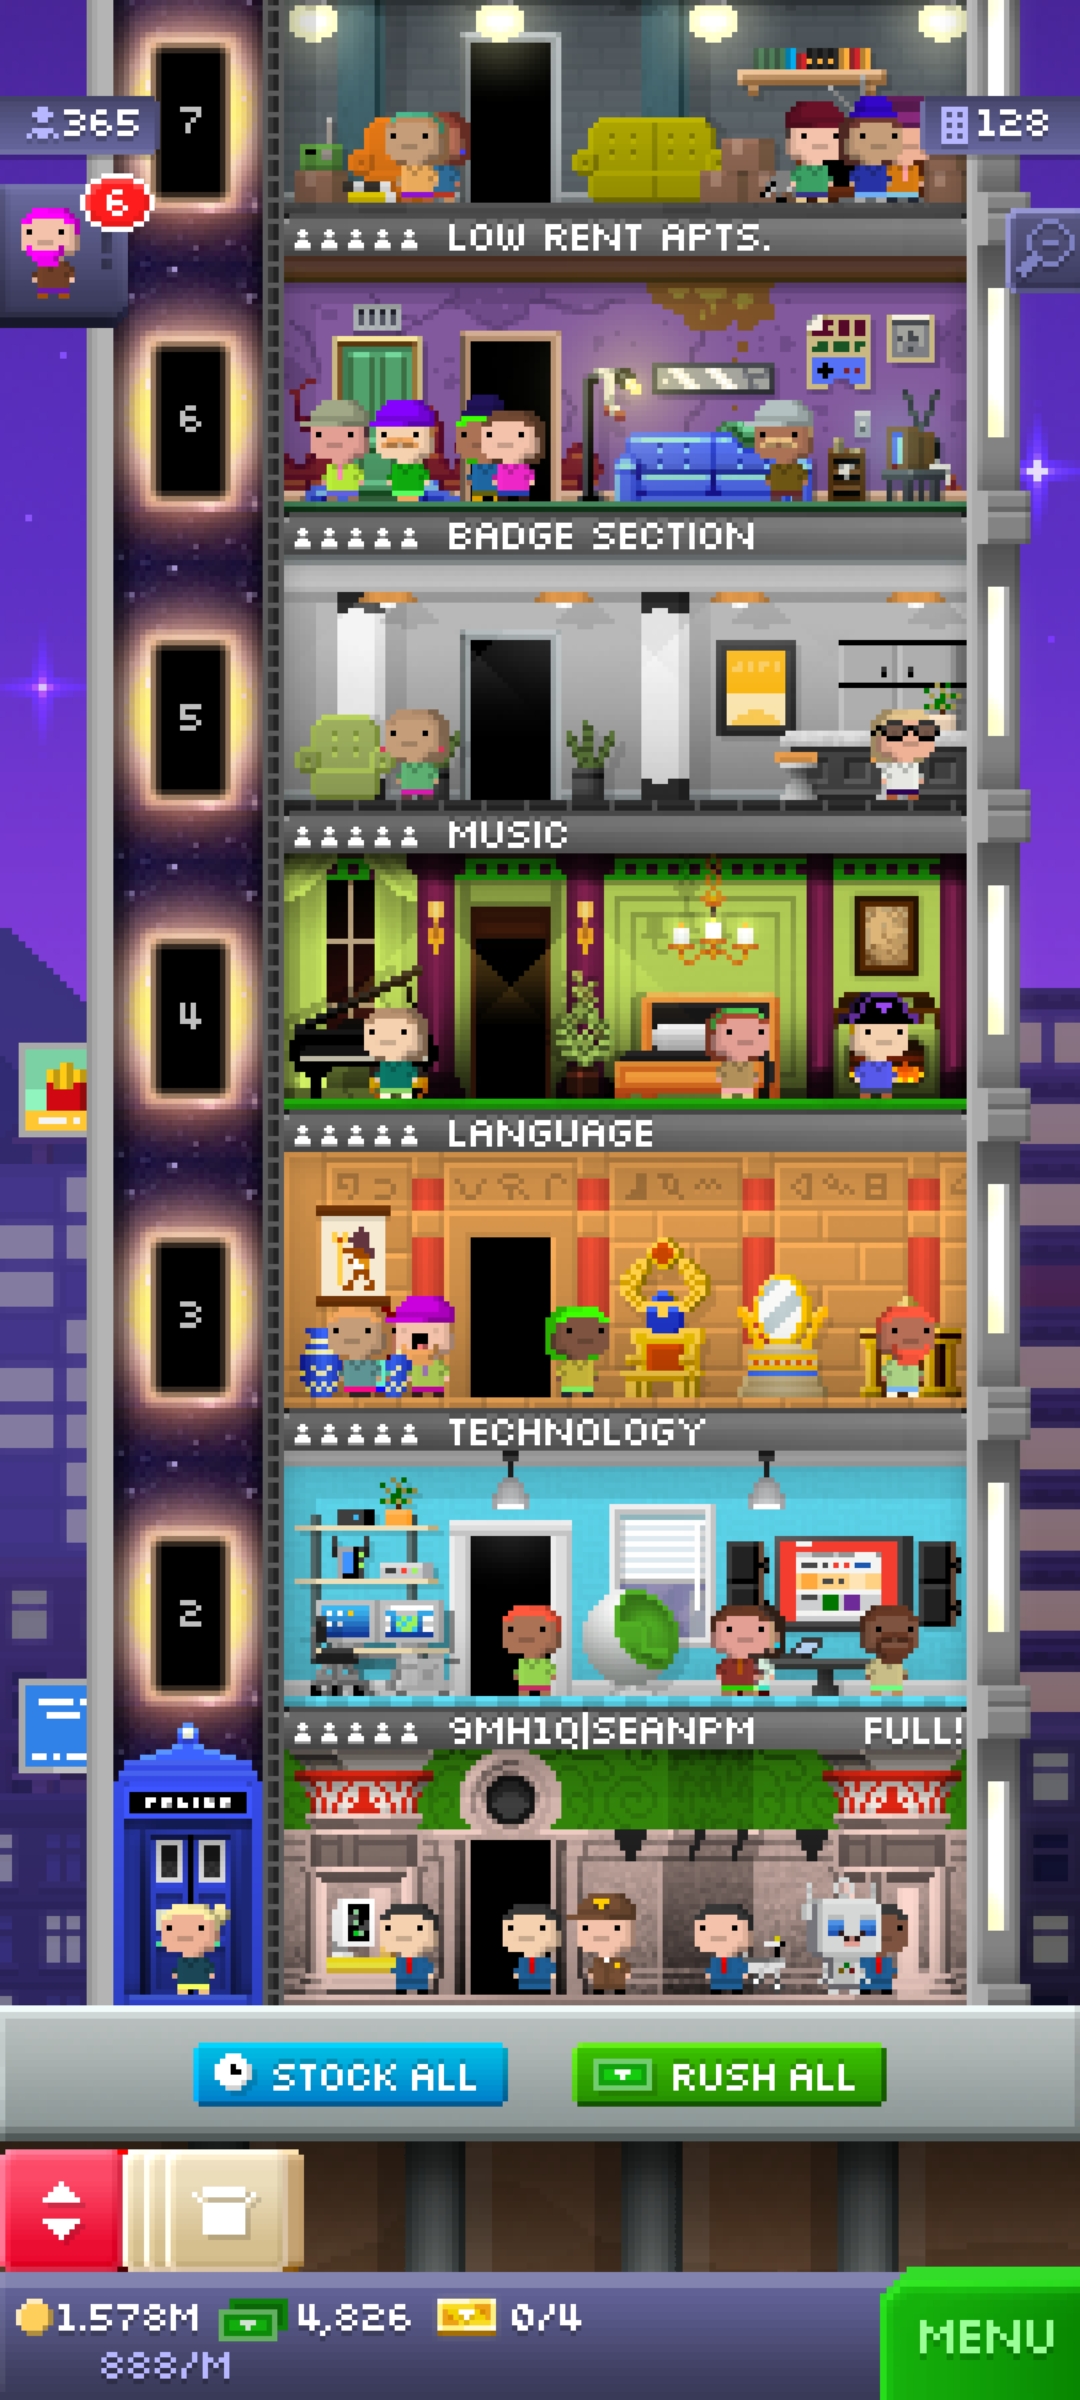 7
365
128
6
LOW RENT APTS.
6
BADGE SECTION
5
MUSIC
4
LANGUAGE
3
TECHNOLOGY
2
9MH1Q|SEANPM FULL!
POLICE
STOCK ALL
RUSH ALL
1.578M 4,826 0/4
888/M
MENU